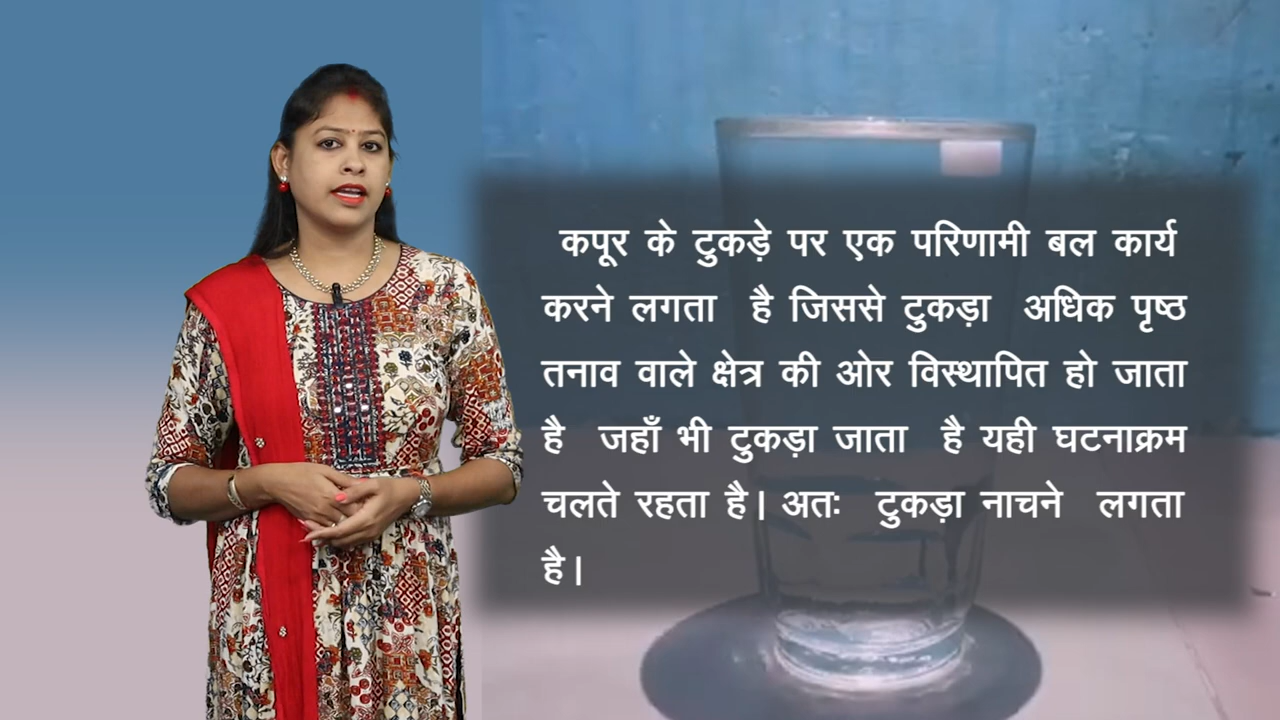 कपूर के टुकड़े पर एक परिणामी बल कार्य
करने लगता है जिससे टुकड़ा अधिक पृष्ठ
तनाव वाले क्षेत्र की ओर विस्थापित हो जाता
है जहाँ भी टुकड़ा जाता है यही घटनाक्रम
चलते रहता है। अतः टुकड़ा नाचने लगता
है।